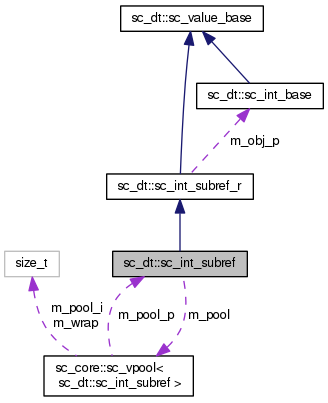 sc_dt::sc_value_base
sc_dt::sc_int_base
m_obj_p
sc_dt::sc_int_subref_r
size_t
sc_dt::sc_int_subref
m_pool_i
m_wrap
m_pool_p
m_pool
sc_core::sc_vpool<
sc_dt::sc_int_subref >